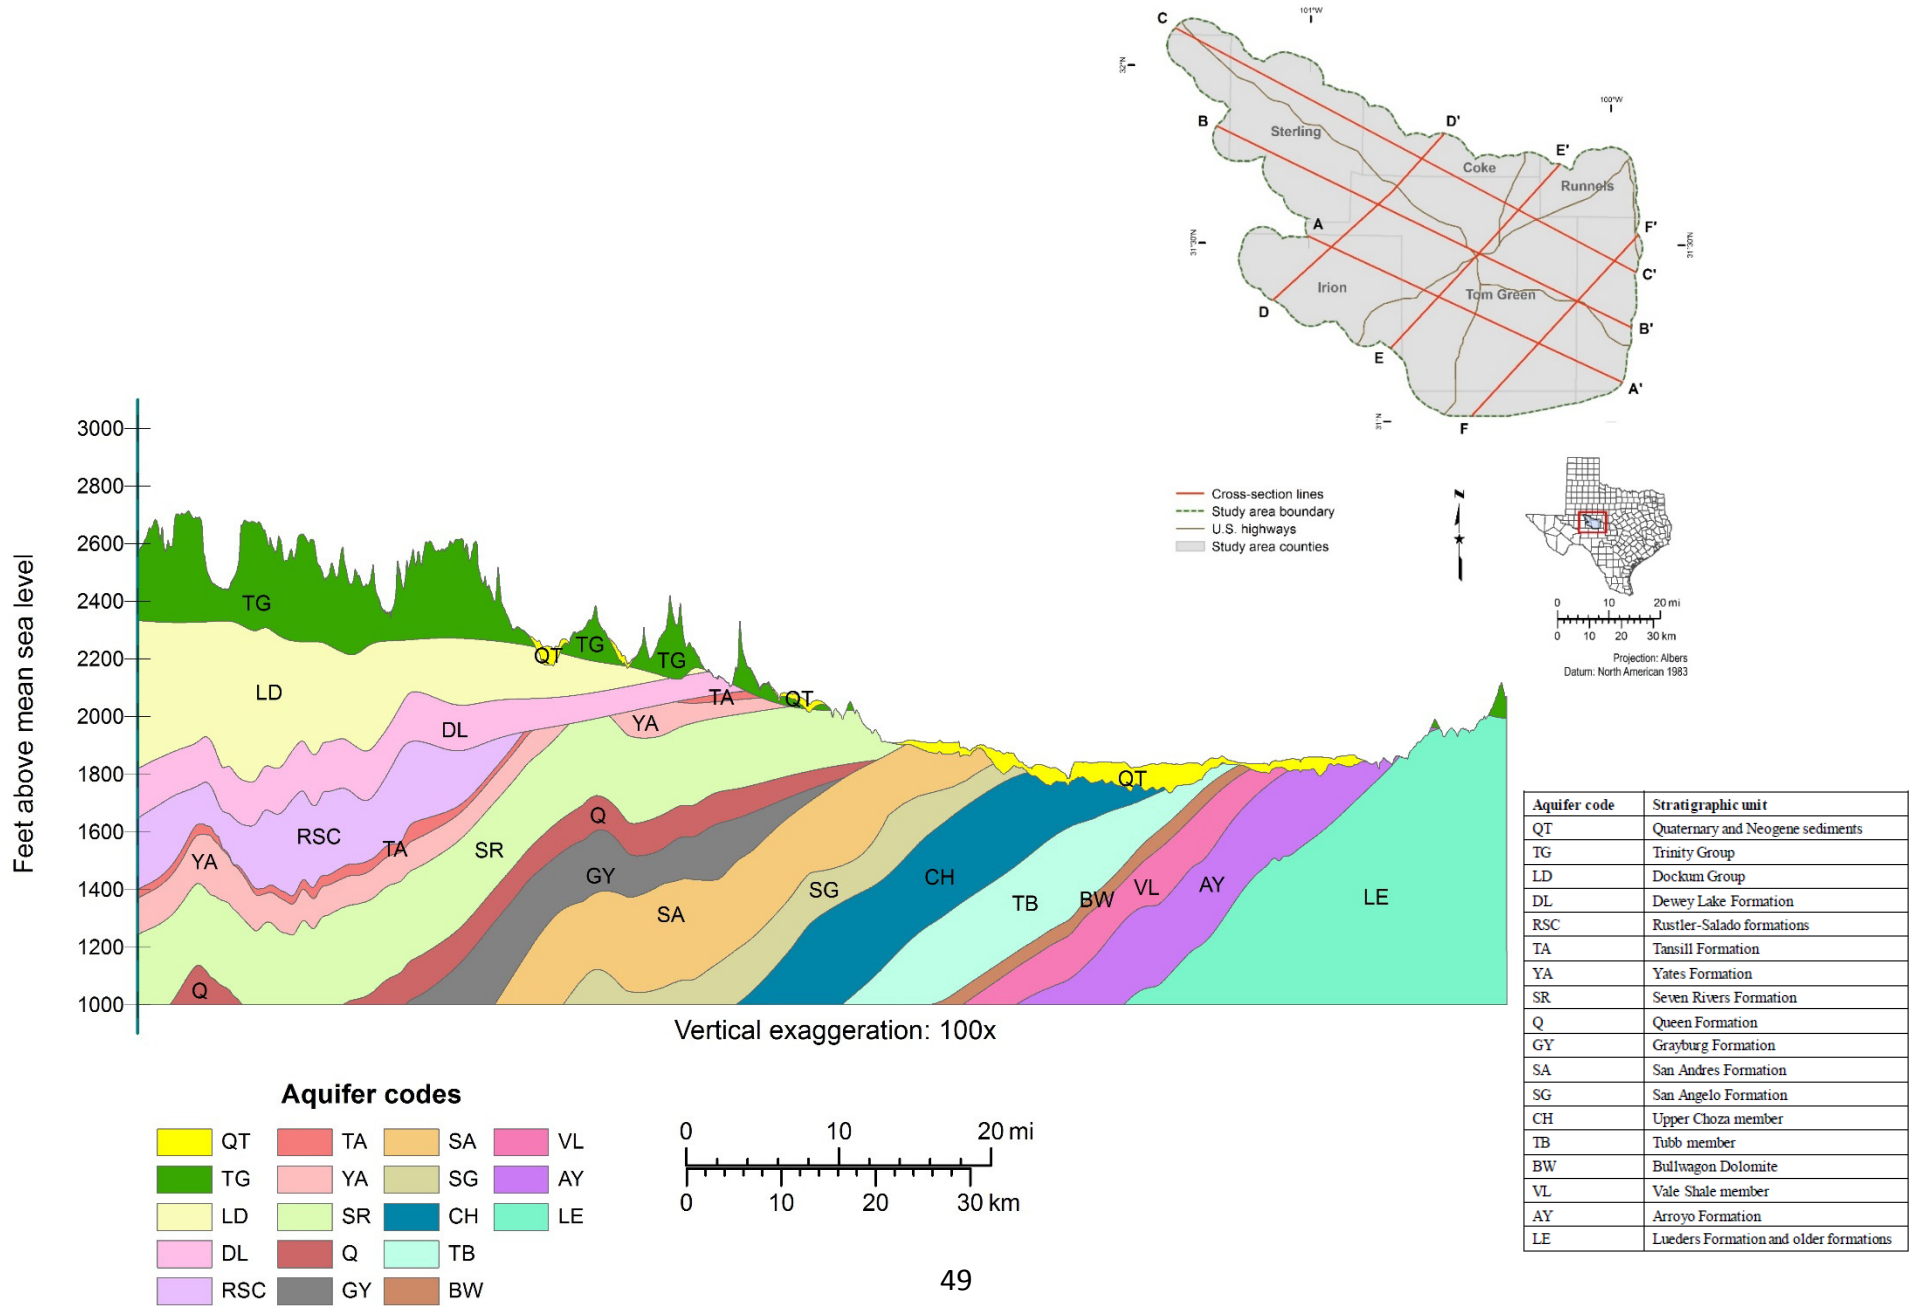 C
101°W
32°N
100°W
B
Sterling
D'
Coke
E'
Runnels
A
F'
31°30'N
31°30'N
C'
Irion
Tom Green
D
B'
E
A'
31°N
F
Cross-section lines
Study area boundary
U.S. highways
Study area counties
N
0 10 20 mi
0 10 20 30 km
Projection: Albers
Datum: North American 1983
Feet above mean sea level
3000
2800
2600
2400
2200
2000
1800
1600
1400
1200
1000
TG
QT
TG
TG
LD
TA
QT
DL
YA
QT
RSC
TA
YA
SR
Q
GY
SA
SG
CH
TB
BW
VL
AY
LE
Q
Vertical exaggeration: 100x
Aquifer codes
QT TA SA VL
TG YA SG AY
LD SR CH LE
DL Q TB
RSC GY BW
0 10 20 mi
0 10 20 30 km
Aquifer code Stratigraphic unit
QT Quaternary and Neogene sediments
TG Trinity Group
LD Dockum Group
DL Dewey Lake Formation
RSC Rustler-Salado formations
TA Tansill Formation
YA Yates Formation
SR Seven Rivers Formation
Q Queen Formation
GY Grayburg Formation
SA San Andres Formation
SG San Angelo Formation
CH Upper Choza member
TB Tubb member
BW Bullwagon Dolomite
VL Vale Shale member
AY Arroyo Formation
LE Lueders Formation and older formations
49